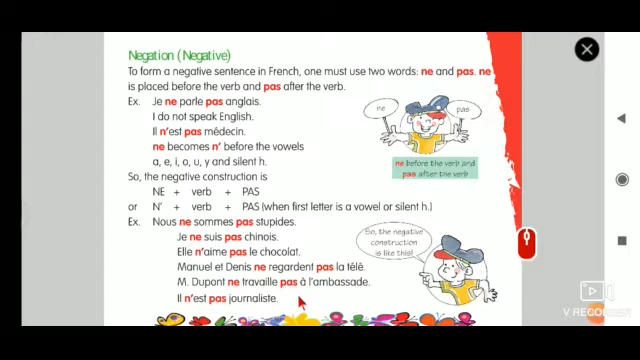 Negation (Negative)
To form a negative sentence in French, one must use two words: ne and pas. ne
is placed before the verb and pas after the verb.
Ex. Je ne parle pas anglais.
I do not speak English.
Il n'est pas médecin.
ne becomes n' before the vowels
a, e, i, o, u, y and silent h.
ne
pas
ne before the verb and
pas after the verb
So, the negative construction is
NE + verb + PAS
or N' + verb + PAS (when first letter is a vowel or silent h.)
Ex. Nous ne sommes pas stupides.
Je ne suis pas chinois.
Elle n'aime pas le chocolat.
Manuel et Denis ne regardent pas la télé.
M. Dupont ne travaille pas à l'ambassade.
Il n'est pas journaliste.
So, the negative
construction
is like this!
V RECORDER